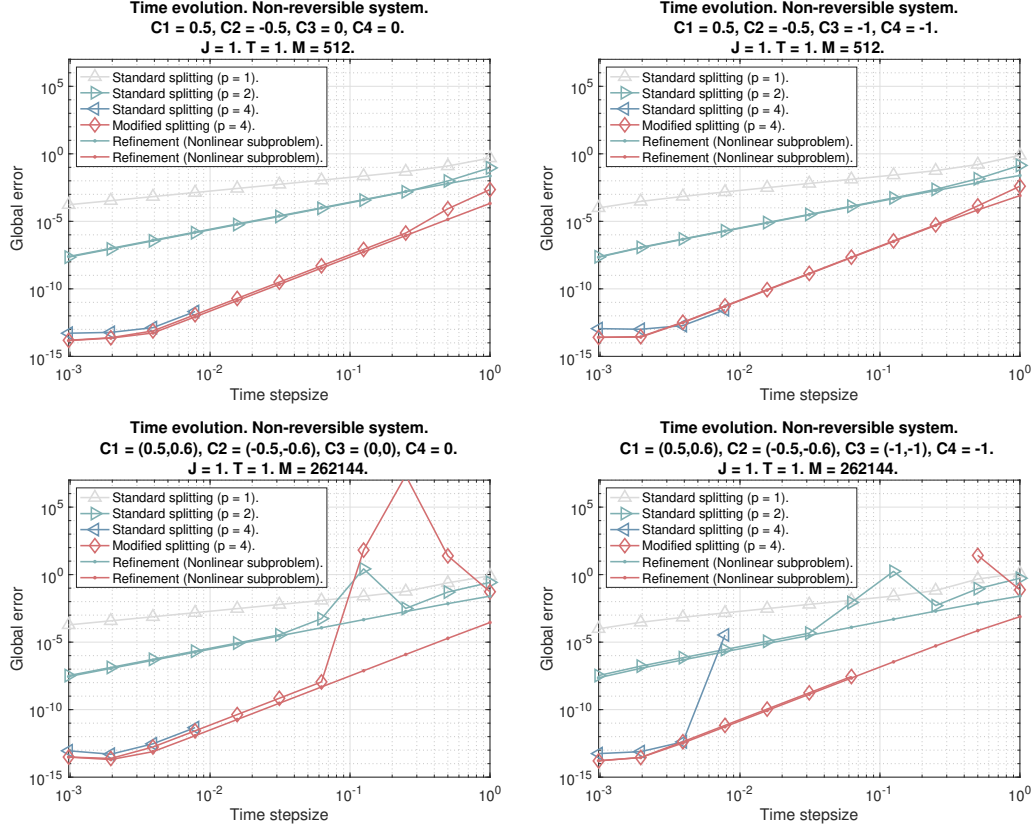 Time evolution. Non-reversible system.
C1 = 0.5, C2 = -0.5, C3 = 0, C4 = 0.
J = 1. T = 1. M = 512.
Global error
10^5
10^0
10^-5
10^-10
10^-15
Standard splitting (p = 1).
Standard splitting (p = 2).
Standard splitting (p = 4).
Modified splitting (p = 4).
Refinement (Nonlinear subproblem).
Refinement (Nonlinear subproblem).
10^-3 10^-2 10^-1 10^0
Time stepsize
Time evolution. Non-reversible system.
C1 = 0.5, C2 = -0.5, C3 = -1, C4 = -1.
J = 1. T = 1. M = 512.
Global error
10^5
10^0
10^-5
10^-10
10^-15
Standard splitting (p = 1).
Standard splitting (p = 2).
Standard splitting (p = 4).
Modified splitting (p = 4).
Refinement (Nonlinear subproblem).
Refinement (Nonlinear subproblem).
10^-3 10^-2 10^-1 10^0
Time stepsize
Time evolution. Non-reversible system.
C1 = (0.5,0.6), C2 = (-0.5,-0.6), C3 = (0,0), C4 = 0.
J = 1. T = 1. M = 262144.
Global error
10^5
10^0
10^-5
10^-10
10^-15
Standard splitting (p = 1).
Standard splitting (p = 2).
Standard splitting (p = 4).
Modified splitting (p = 4).
Refinement (Nonlinear subproblem).
Refinement (Nonlinear subproblem).
10^-3 10^-2 10^-1 10^0
Time stepsize
Time evolution. Non-reversible system.
C1 = (0.5,0.6), C2 = (-0.5,-0.6), C3 = (-1,-1), C4 = -1.
J = 1. T = 1. M = 262144.
Global error
10^5
10^0
10^-5
10^-10
10^-15
Standard splitting (p = 1).
Standard splitting (p = 2).
Standard splitting (p = 4).
Modified splitting (p = 4).
Refinement (Nonlinear subproblem).
Refinement (Nonlinear subproblem).
10^-3 10^-2 10^-1 10^0
Time stepsize